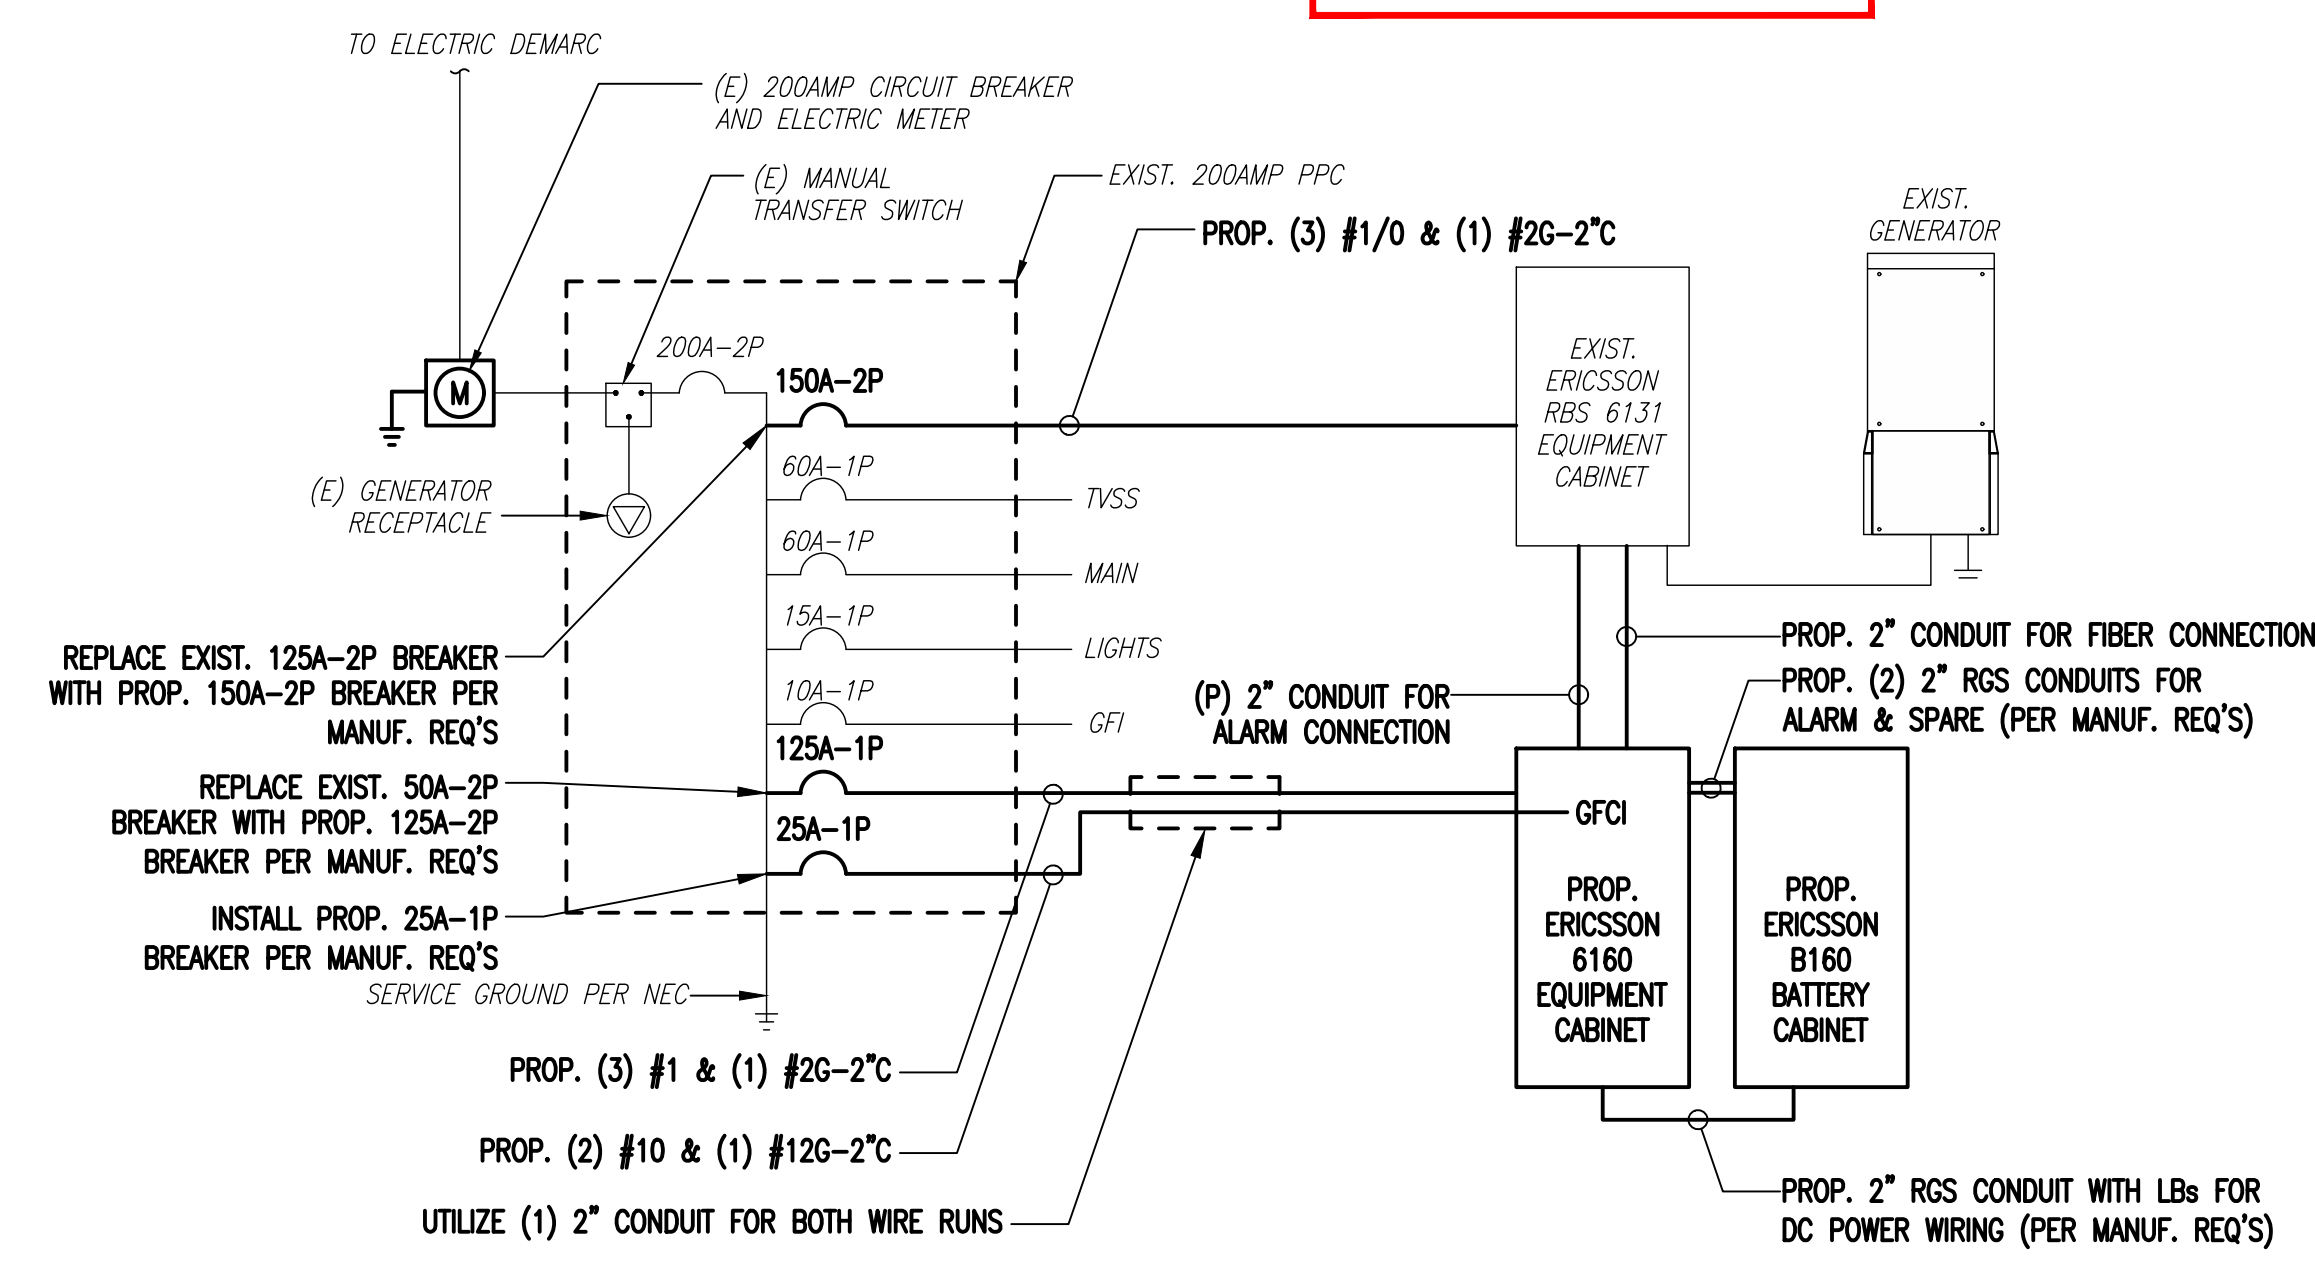 TO ELECTRIC DEMARC
(E) 200AMP CIRCUIT BREAKER
AND ELECTRIC METER
(E) MANUAL
TRANSFER SWITCH
EXIST. 200AMP PPC
PROP. (3) #1/0 & (1) #2G-2"C
EXIST.
GENERATOR
200A-2P
150A-2P
M
EXIST.
ERICSSON
RBS 6131
EQUIPMENT
CABINET
(E) GENERATOR
RECEPTACLE
60A-1P
TVSS
60A-1P
MAIN
15A-1P
LIGHTS
10A-1P
GFI
125A-1P
25A-1P
REPLACE EXIST. 125A-2P BREAKER
WITH PROP. 150A-2P BREAKER PER
MANUF. REQ'S
REPLACE EXIST. 50A-2P
BREAKER WITH PROP. 125A-2P
BREAKER PER MANUF. REQ'S
INSTALL PROP. 25A-1P
BREAKER PER MANUF. REQ'S
SERVICE GROUND PER NEC
(P) 2" CONDUIT FOR
ALARM CONNECTION
PROP. 2" CONDUIT FOR FIBER CONNECTION
PROP. (2) 2" RGS CONDUITS FOR
ALARM & SPARE (PER MANUF. REQ'S)
GFCI
PROP.
ERICSSON
6160
EQUIPMENT
CABINET
PROP.
ERICSSON
B160
BATTERY
CABINET
PROP. (3) #1 & (1) #2G-2"C
PROP. (2) #10 & (1) #12G-2"C
UTILIZE (1) 2" CONDUIT FOR BOTH WIRE RUNS
PROP. 2" RGS CONDUIT WITH LBs FOR
DC POWER WIRING (PER MANUF. REQ'S)